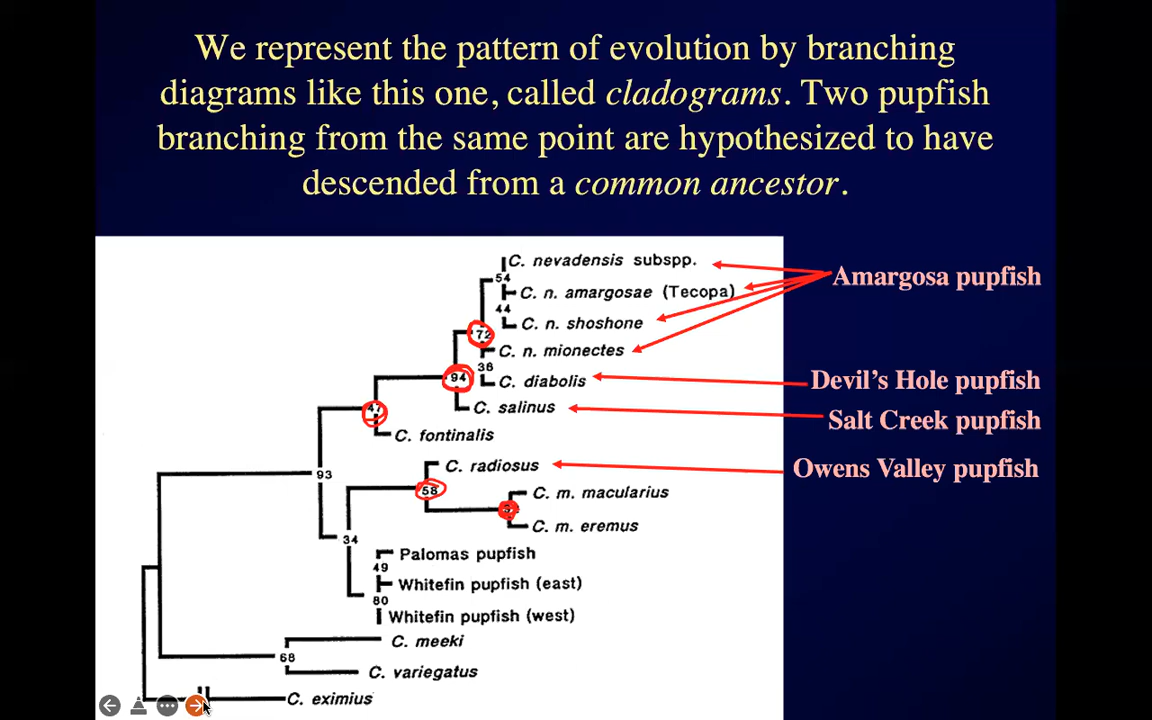 We represent the pattern of evolution by branching
diagrams like this one, called cladograms. Two pupfish
branching from the same point are hypothesized to have
descended from a common ancestor.
C. nevadensis subspp.
54
C. n. amargosae (Tecopa)
Amargosa pupfish
44
C. n. shoshone
72
C. n. mionectes
36
94
C. diabolis
Devil's Hole pupfish
C. salinus
Salt Creek pupfish
47
C. fontinalis
C. radiosus
Owens Valley pupfish
93
58
C. m. macularius
C. m. eremus
34
Palomas pupfish
49
Whitefin pupfish (east)
80
Whitefin pupfish (west)
C. meeki
68
C. variegatus
C. eximius